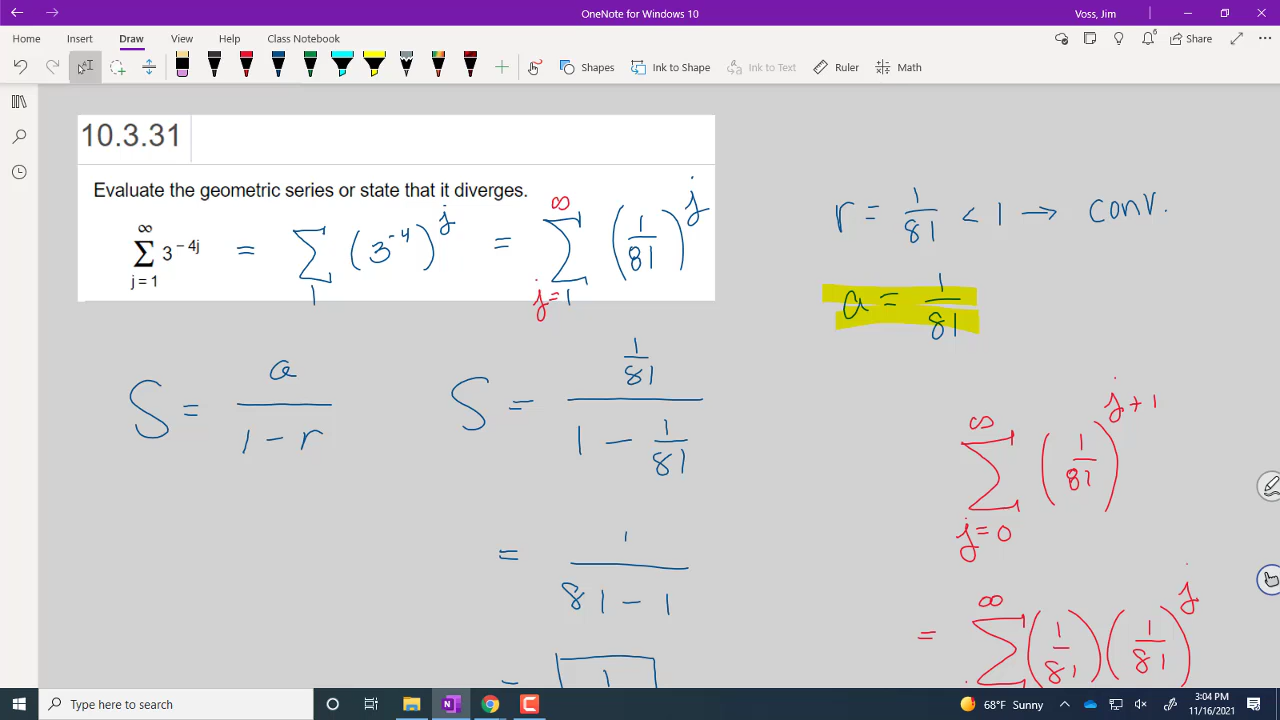 OneNote for Windows 10
Voss, Jim
Home Insert Draw View Help Class Notebook
Share
Shapes Ink to Shape Ink to Text Ruler Math
10.3.31
Evaluate the geometric series or state that it diverges.
∞ ∑ j = 1 3^(-4j) = ∑ 1 (3^-4)^j = ∞ ∑ j=1 (1/81)^j
r = 1/81 < 1 → conv.
a = 1/81
S = a/(1 - r)
S = (1/81)/(1 - 1/81)
∞ ∑ j=0 (1/81)^(j+1)
= 1/(81 - 1)
= ∞ ∑ (1/81) (1/81)^j
= 1
Type here to search
68°F Sunny
3:04 PM
11/16/2021